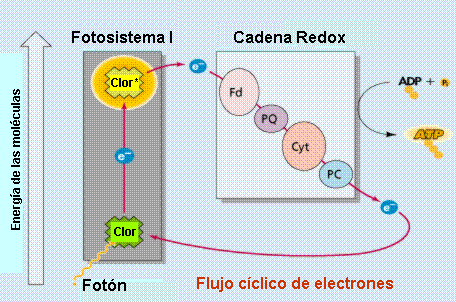 Fotosistema I
Cadena Redox
Energía de las moléculas
Clor*
e⁻
e⁻
Fd
PQ
Cyt
PC
ADP + Pᵢ
ATP
e⁻
Clor
Fotón
Flujo cíclico de electrones